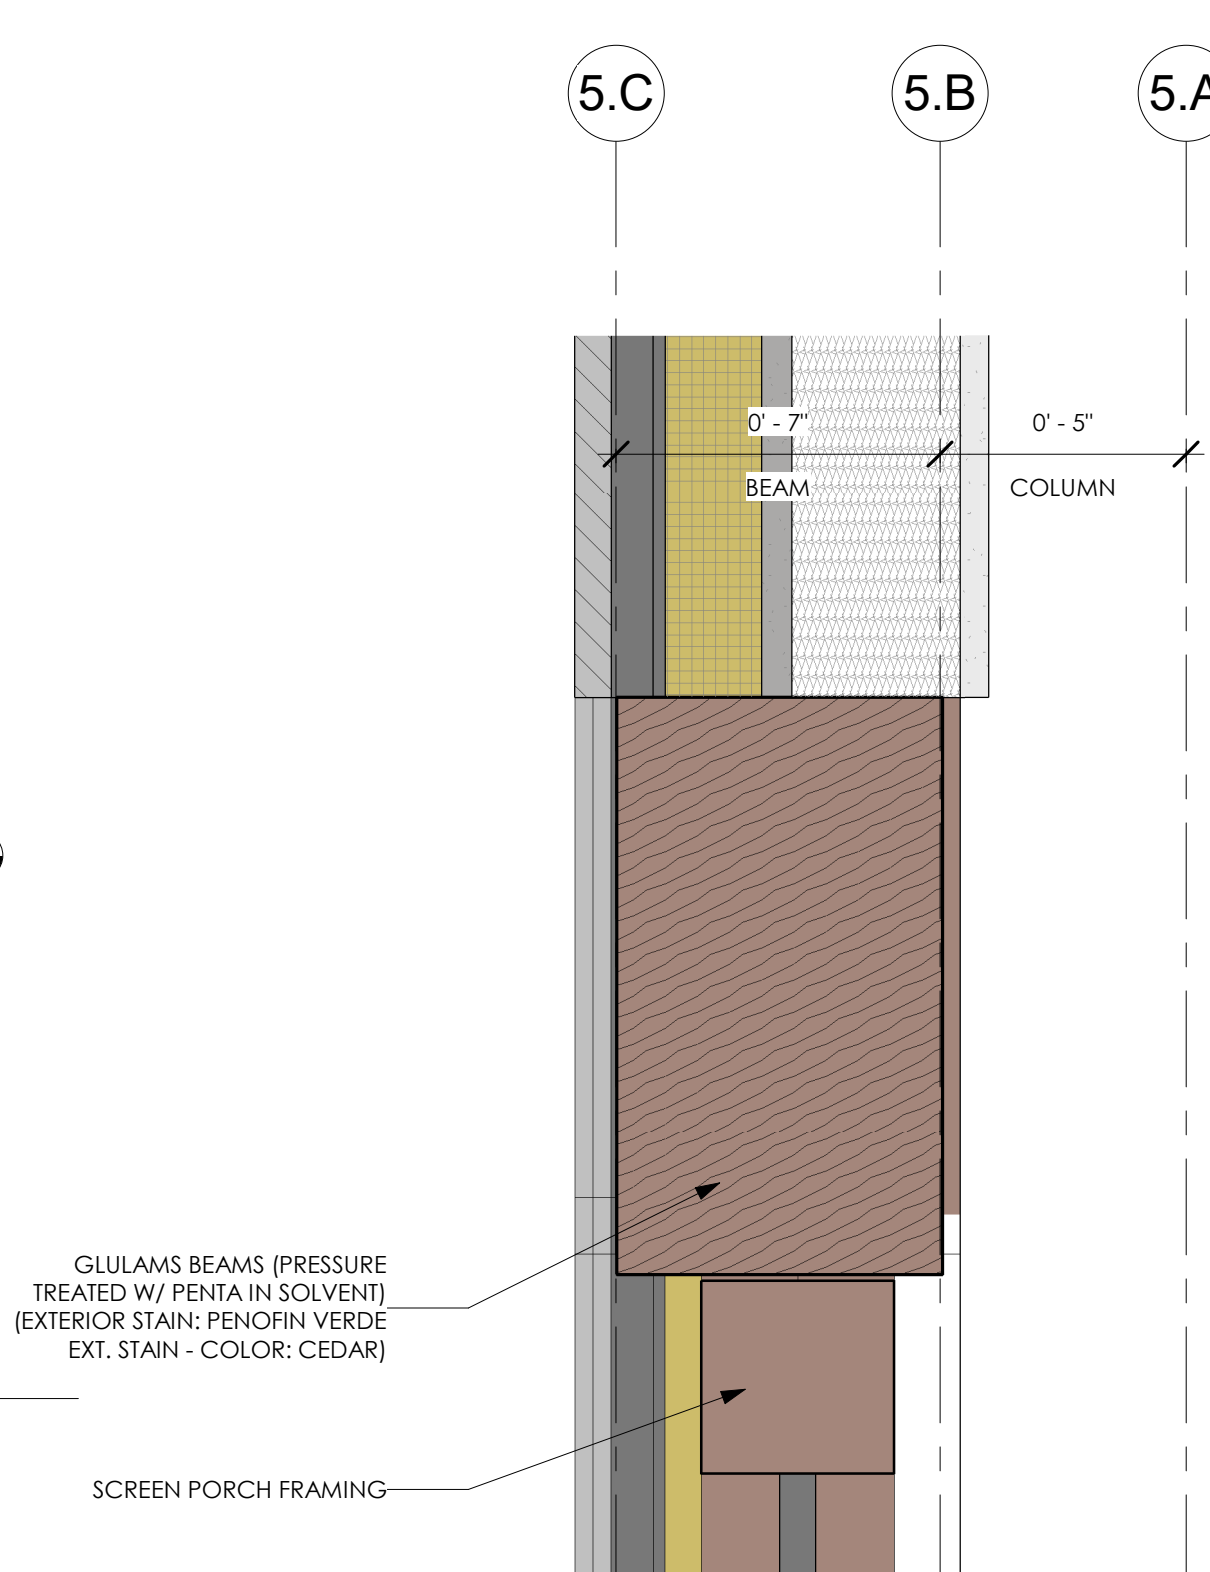 5.C
5.B
5.A
0' - 7"
0' - 5"
BEAM
COLUMN
GLULAMS BEAMS (PRESSURE
TREATED W/ PENTA IN SOLVENT)
(EXTERIOR STAIN: PENOFIN VERDE
EXT. STAIN - COLOR: CEDAR)
SCREEN PORCH FRAMING